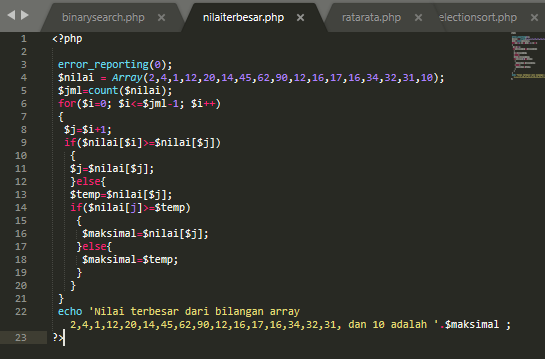 binarysearch.php × nilaiterbesar.php × ratarata.php × electionsort.php ×
1 <?php
2
3 error_reporting(0);
4 $nilai = Array(2,4,1,12,20,14,45,62,90,12,16,17,16,34,32,31,10);
5 $jml=count($nilai);
6 for($i=0; $i<=$jml-1; $i++)
7 {
8 $j=$i+1;
9 if($nilai[$i]>=$nilai[$j])
10 {
11 $j=$nilai[$j];
12 }else{
13 $temp=$nilai[$j];
14 if($nilai[j]>=$temp)
15 {
16 $maksimal=$nilai[$j];
17 }else{
18 $maksimal=$temp;
19 }
20 }
21 }
22 echo 'Nilai terbesar dari bilangan array
2,4,1,12,20,14,45,62,90,12,16,17,16,34,32,31, dan 10 adalah '.$maksimal ;
23 ?>